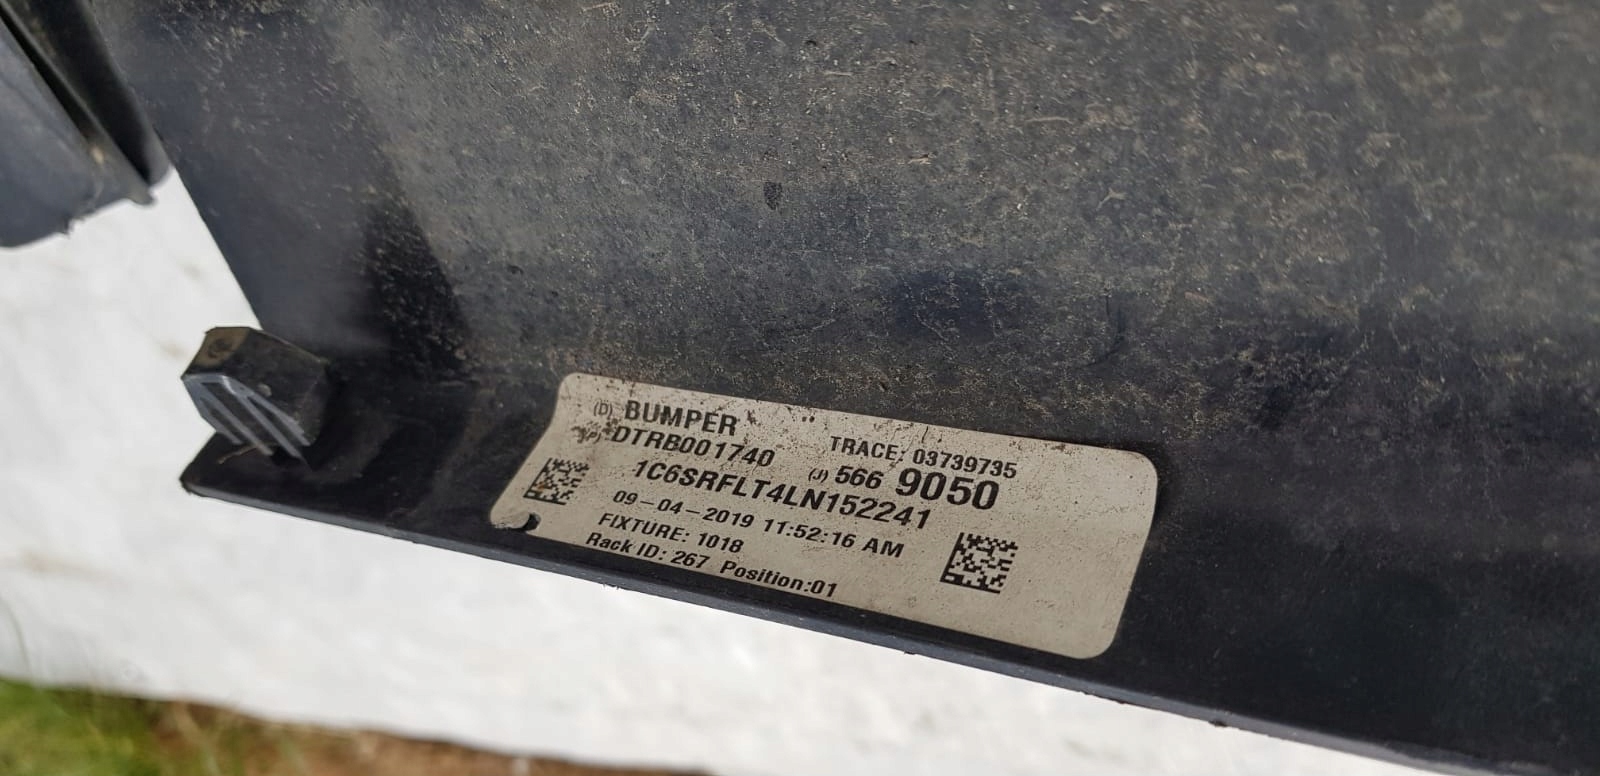 (D) BUMPER
(P) DTRB001740 TRACE: 03739735
(J) 566 9050
1C6SRFLT4LN152241
09-04-2019 11:52:16 AM
FIXTURE: 1018
Rack ID: 267 Position:01